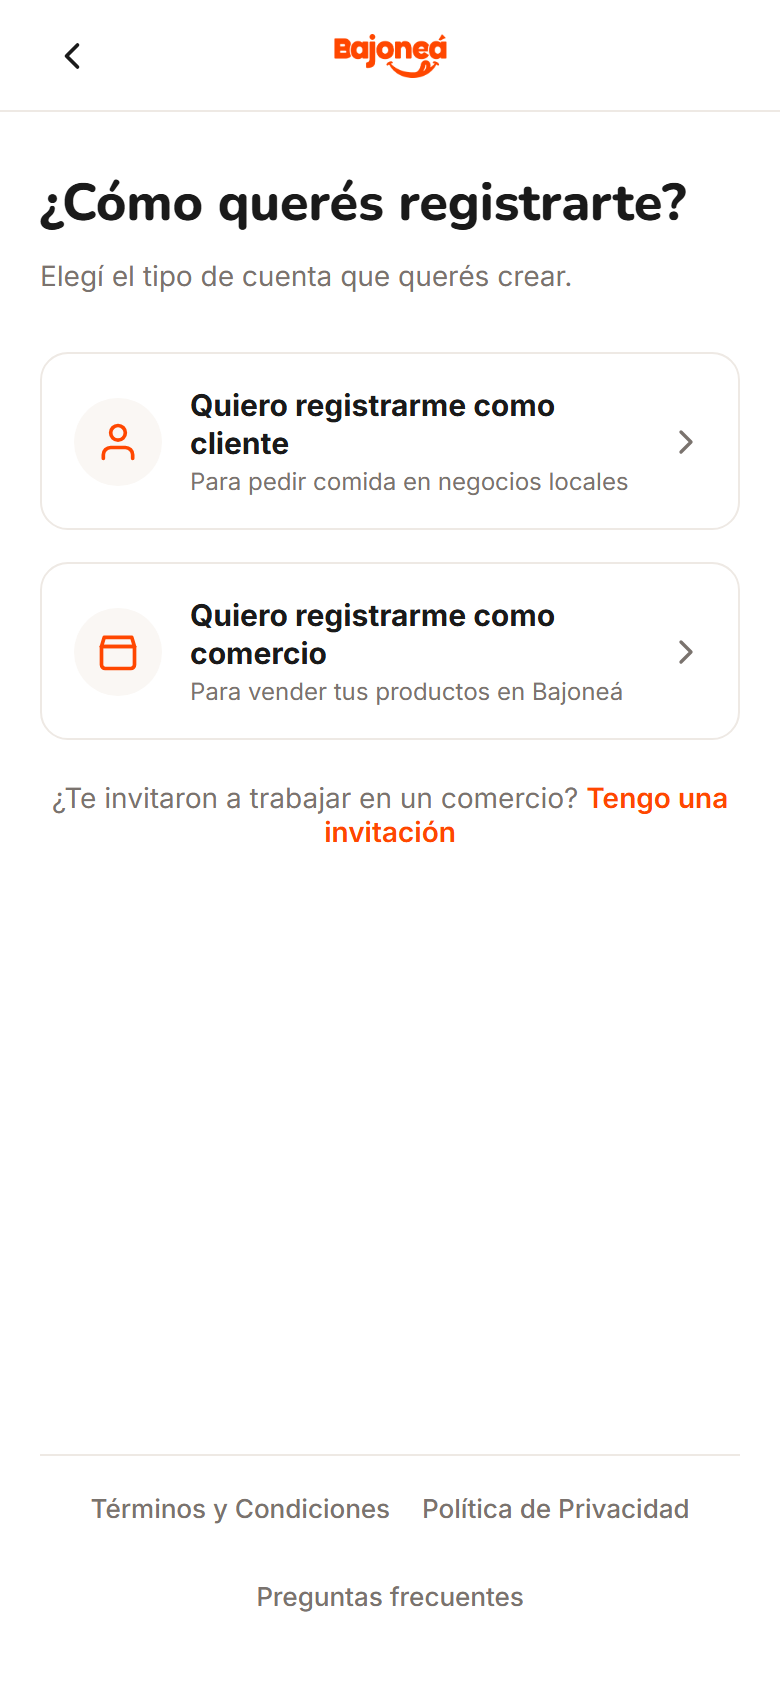 Bajoneá
¿Cómo querés registrarte?
Elegí el tipo de cuenta que querés crear.
Quiero registrarme como
cliente
Para pedir comida en negocios locales
Quiero registrarme como
comercio
Para vender tus productos en Bajoneá
¿Te invitaron a trabajar en un comercio? Tengo una
invitación
Términos y Condiciones Política de Privacidad
Preguntas frecuentes